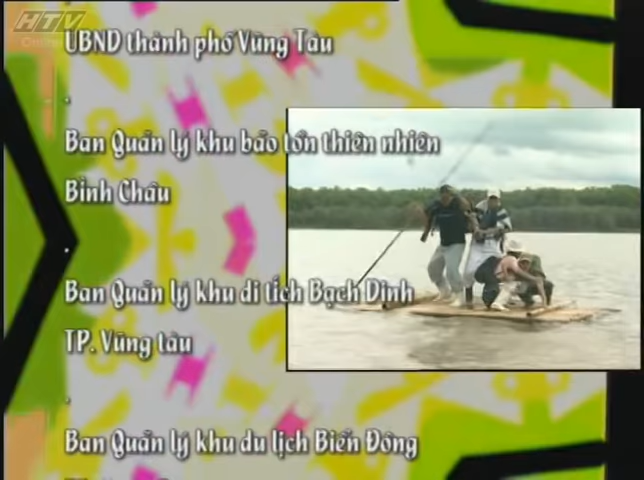 HTV
Online
UBND thành phố Vũng Tàu
.
Ban Quản lý khu bảo tồn thiên nhiên
Bình Châu
.
Ban Quản lý khu di tích Bạch Dinh
TP. Vũng tàu
.
Ban Quản lý khu du lịch Biển Đông